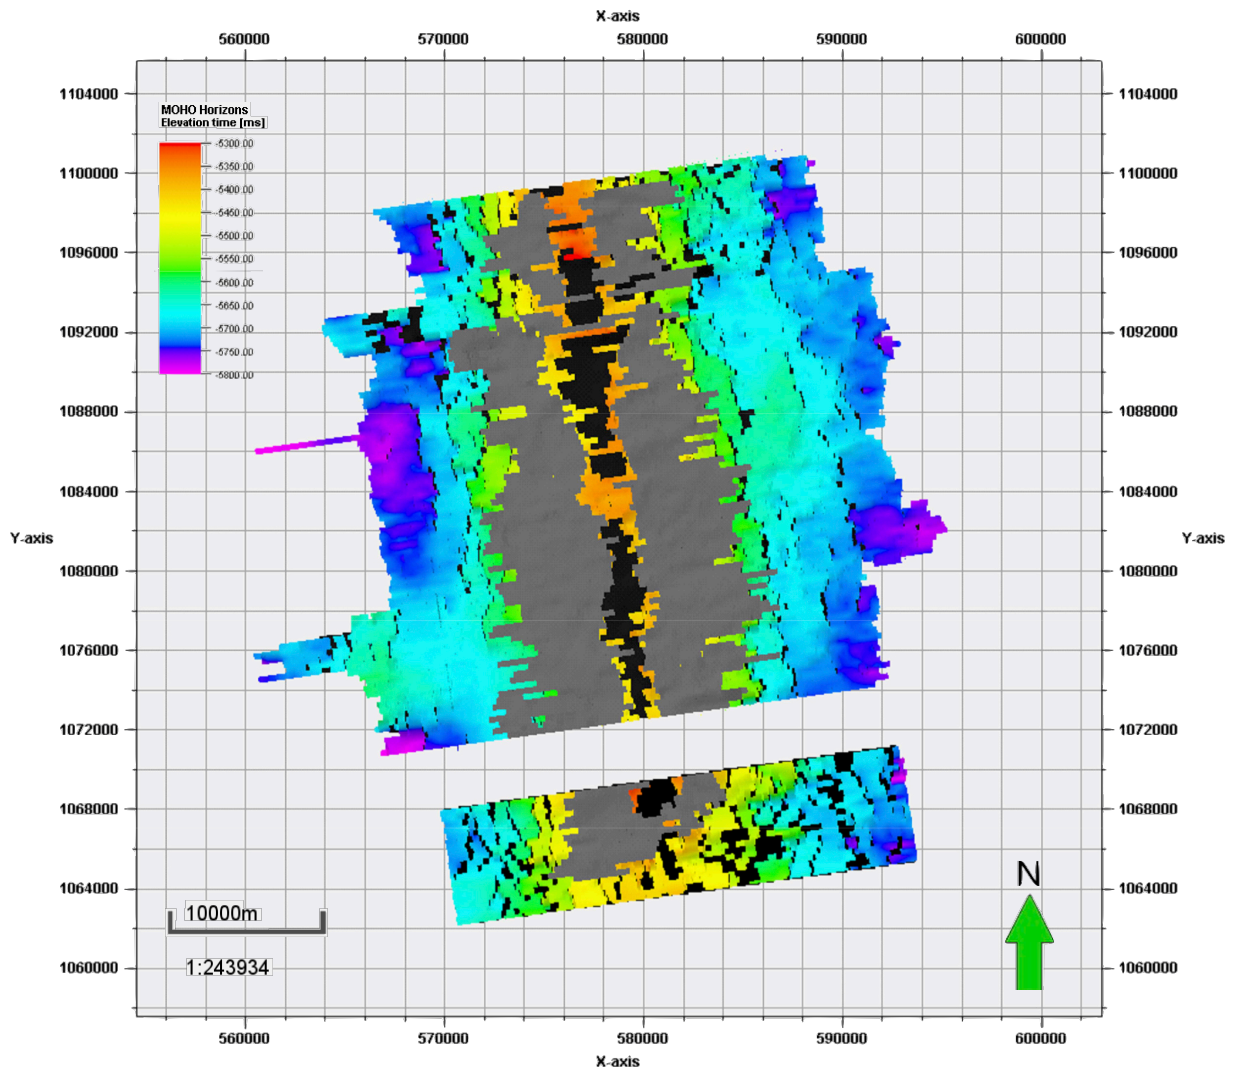 X-axis
560000 570000 580000 590000 600000
1104000 1104000
MOHO Horizons
Elevation time [ms]
-5300.00
-5350.00
-5400.00
-5450.00
-5500.00
-5550.00
-5600.00
-5650.00
-5700.00
-5750.00
-5800.00
1100000 1100000
1096000 1096000
1092000 1092000
1088000 1088000
1084000 1084000
Y-axis Y-axis
1080000 1080000
1076000 1076000
1072000 1072000
1068000 1068000
N
1064000 1064000
10000m
1:243934
1060000 1060000
560000 570000 580000 590000 600000
X-axis